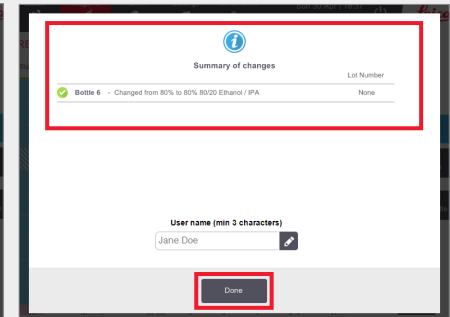 Summary of changes
Lot Number
Bottle 6 - Changed from 80% to 80% 80/20 Ethanol / IPA None
User name (min 3 characters)
Jane Doe
Done